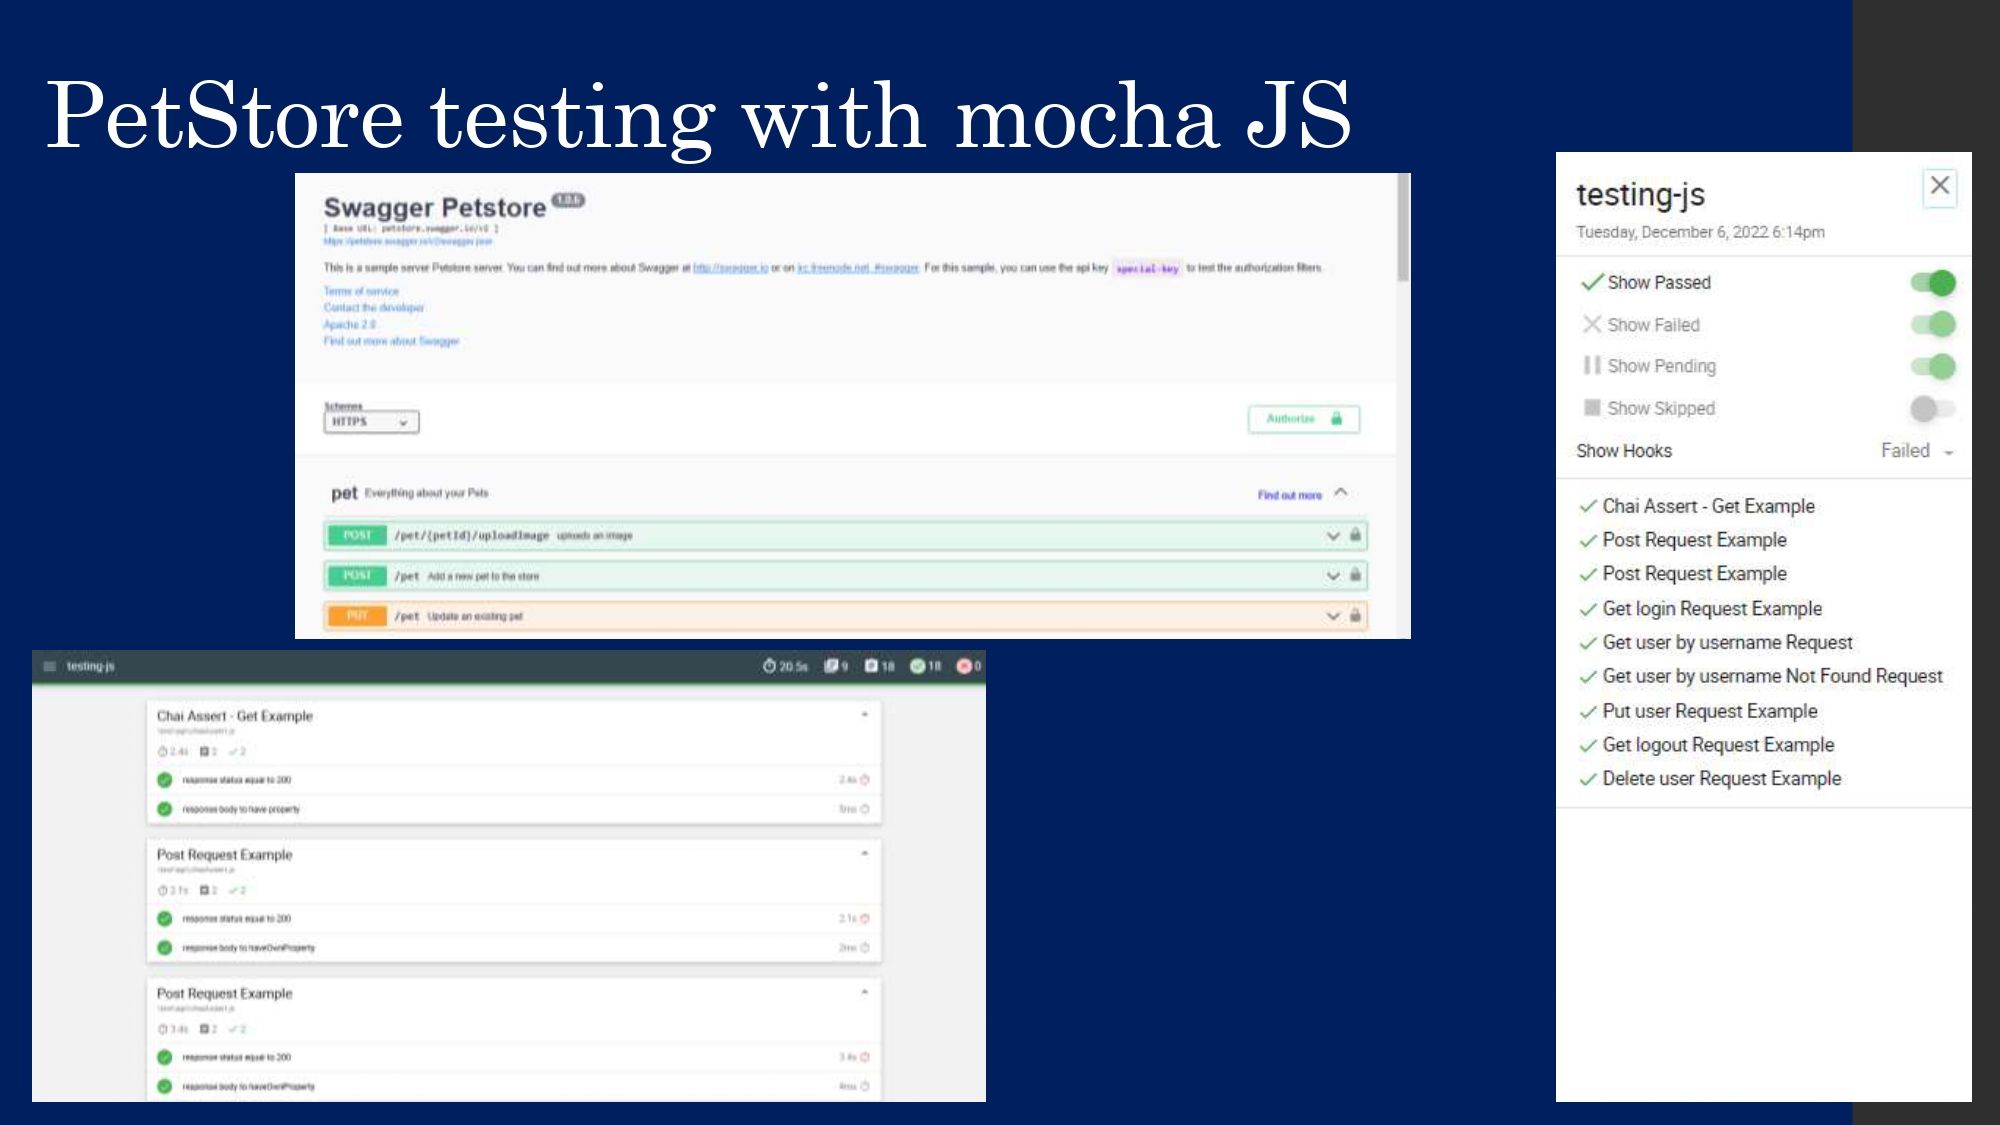 PetStore testing with mocha JS
Swagger Petstore 1.0.6
[ Base URL: petstore.swagger.io/v2 ]
https://petstore.swagger.io/v2/swagger.json
This is a sample server Petstore server. You can find out more about Swagger at http://swagger.io or on irc.freenode.net, #swagger. For this sample, you can use the api key special-key to test the authorization filters.
Terms of service
Contact the developer
Apache 2.0
Find out more about Swagger
Schemes
HTTPS
Authorize
pet Everything about your Pets Find out more
POST /pet/{petId}/uploadImage uploads an image
POST /pet Add a new pet to the store
PUT /pet Update an existing pet
testing-js 20.5s 9 18 18 0
Chai Assert - Get Example
2.4s 2 2
response status equal to 200 2.4s
response body to have property
Post Request Example
2.1s 2 2
response status equal to 200 2.1s
response body to haveOwnProperty 2ms
Post Request Example
3.4s 2 2
response status equal to 200 3.4s
response body to haveOwnProperty 4ms
testing-js
Tuesday, December 6, 2022 6:14pm
Show Passed
Show Failed
Show Pending
Show Skipped
Show Hooks Failed
Chai Assert - Get Example
Post Request Example
Post Request Example
Get login Request Example
Get user by username Request
Get user by username Not Found Request
Put user Request Example
Get logout Request Example
Delete user Request Example